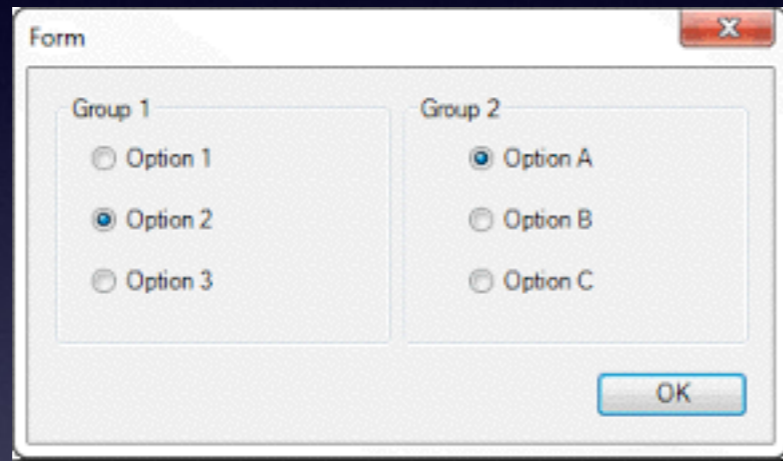 Form
Group 1
Option 1
Option 2
Option 3
Group 2
Option A
Option B
Option C
OK